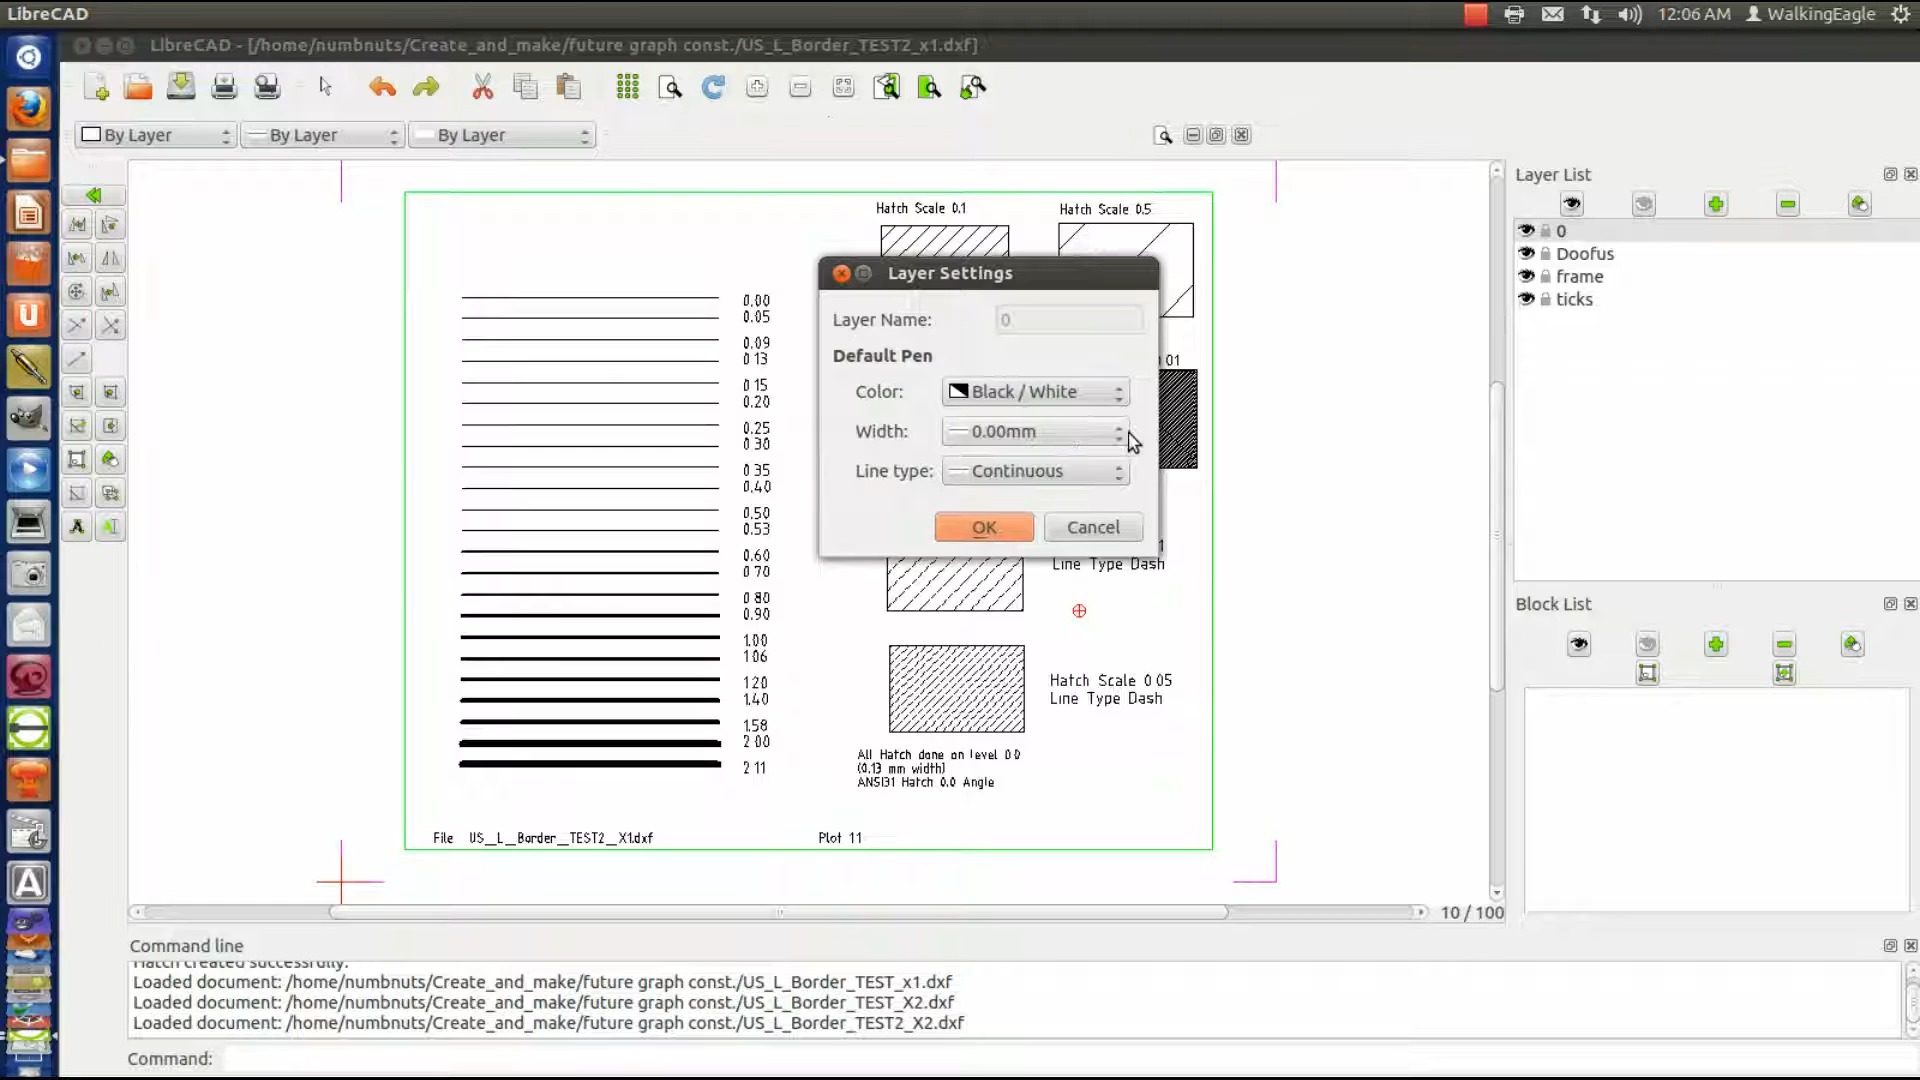 LibreCAD
12:06 AM
WalkingEagle
LibreCAD - [/home/numbnuts/Create_and_make/future graph const./US_L_Border_TEST2_x1.dxf]
By Layer
By Layer
By Layer
Hatch Scale 0.1
Hatch Scale 0.5
0.00
0.05
0.09
0 13
0 15
0.20
0.25
0 30
0 35
0.40
0.50
0.53
0.60
0 70
0 80
0.90
1.00
1 06
1 20
1.40
1.58
2 00
2 11
Layer Settings
Layer Name:
0
Default Pen
Color:
Black / White
Width:
0.00mm
Line type:
Continuous
OK
Cancel
01
1
Line Type Dash
Hatch Scale 0 05
Line Type Dash
All Hatch done on level 0 0
(0.13 mm width)
ANSI31 Hatch 0.0 Angle
File US__L__Border__TEST2__X1.dxf
Plot 11
Layer List
0
Doofus
frame
ticks
Block List
10 / 100
Command line
Hatch created successfully.
Loaded document: /home/numbnuts/Create_and_make/future graph const./US_L_Border_TEST_x1.dxf
Loaded document: /home/numbnuts/Create_and_make/future graph const./US_L_Border_TEST_X2.dxf
Loaded document: /home/numbnuts/Create_and_make/future graph const./US_L_Border_TEST2_X2.dxf
Command: